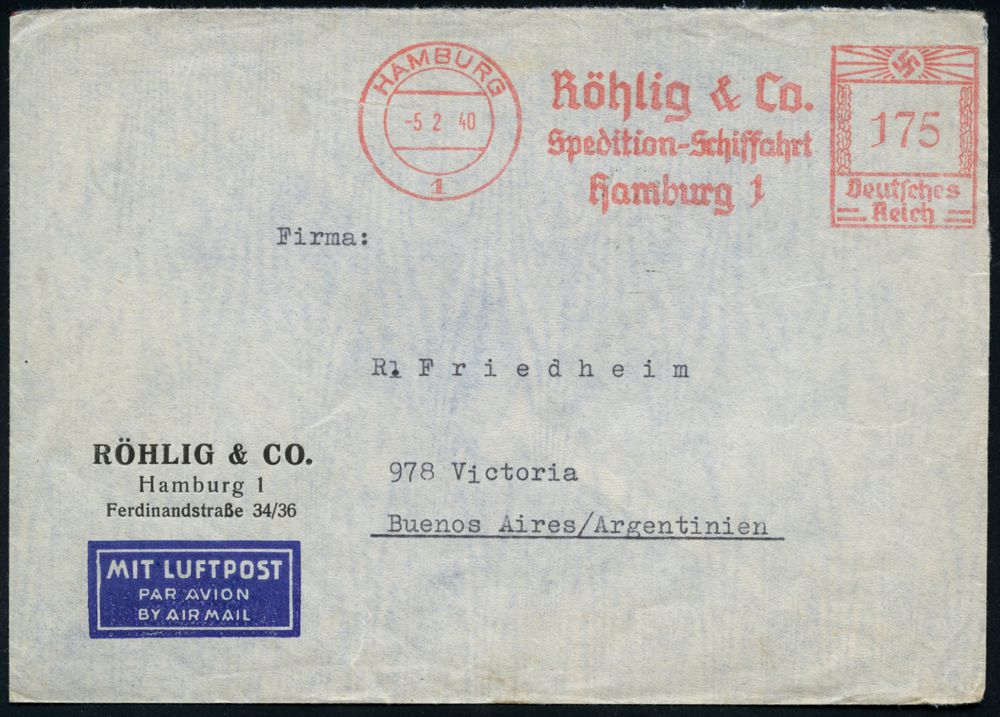 HAMBURG
-5 2 40
1
Röhlig & Co.
Spedition-Schiffahrt
Hamburg 1
175
Deutsches
Reich
Firma:
R. Friedheim
978 Victoria
Buenos Aires/Argentinien
RÖHLIG & CO.
Hamburg 1
Ferdinandstraße 34/36
MIT LUFTPOST
PAR AVION
BY AIR MAIL